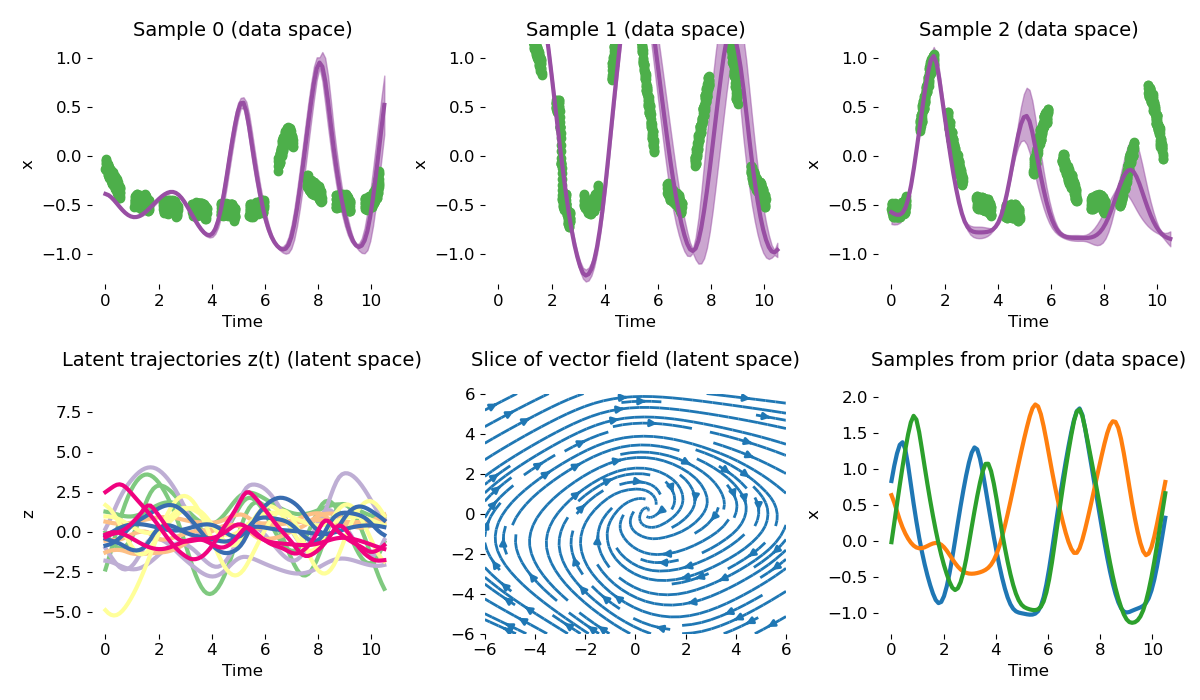 Sample 0 (data space)
Sample 1 (data space)
Sample 2 (data space)
1.0
0.5
0.0
−0.5
−1.0
x
0 2 4 6 8 10
Time
1.0
0.5
0.0
−0.5
−1.0
x
0 2 4 6 8 10
Time
1.0
0.5
0.0
−0.5
−1.0
x
0 2 4 6 8 10
Time
Latent trajectories z(t) (latent space)
Slice of vector field (latent space)
Samples from prior (data space)
7.5
5.0
2.5
0.0
−2.5
−5.0
z
0 2 4 6 8 10
Time
6
4
2
0
−2
−4
−6
−6 −4 −2 0 2 4 6
2.0
1.5
1.0
0.5
0.0
−0.5
−1.0
x
0 2 4 6 8 10
Time